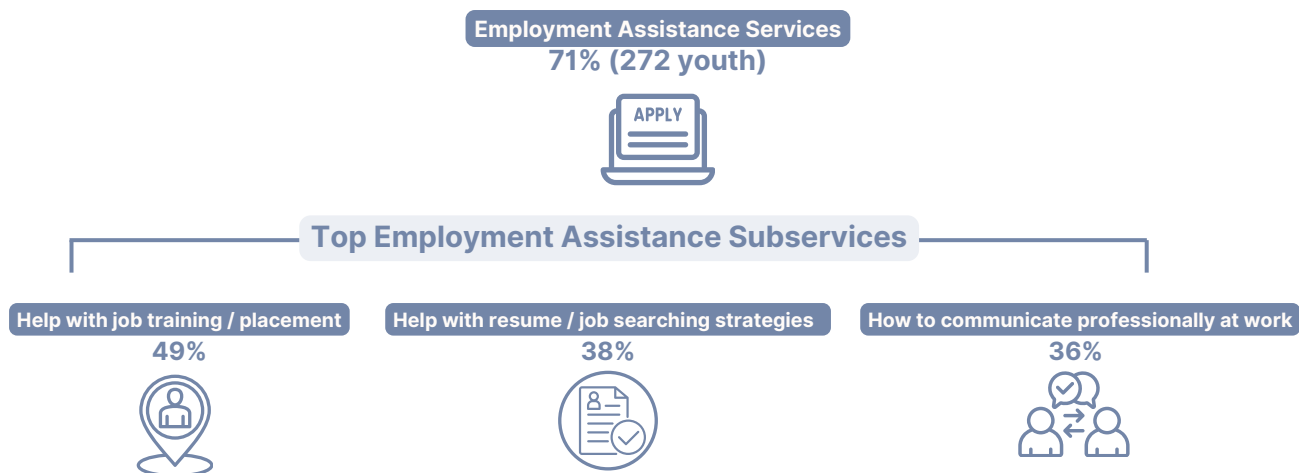 Employment Assistance Services
71% (272 youth)
APPLY
Top Employment Assistance Subservices
Help with job training / placement
49%
Help with resume / job searching strategies
38%
How to communicate professionally at work
36%